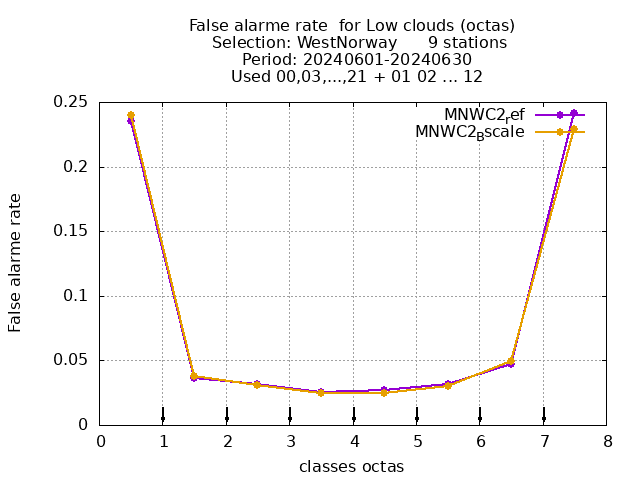 False alarme rate  for Low clouds (octas)
Selection: WestNorway      9 stations
Period: 20240601-20240630
Used 00,03,...,21 + 01 02 ... 12
MNWC2ref
MNWC2Bscale
False alarme rate
0.25
0.2
0.15
0.1
0.05
0
0 1 2 3 4 5 6 7 8
classes octas